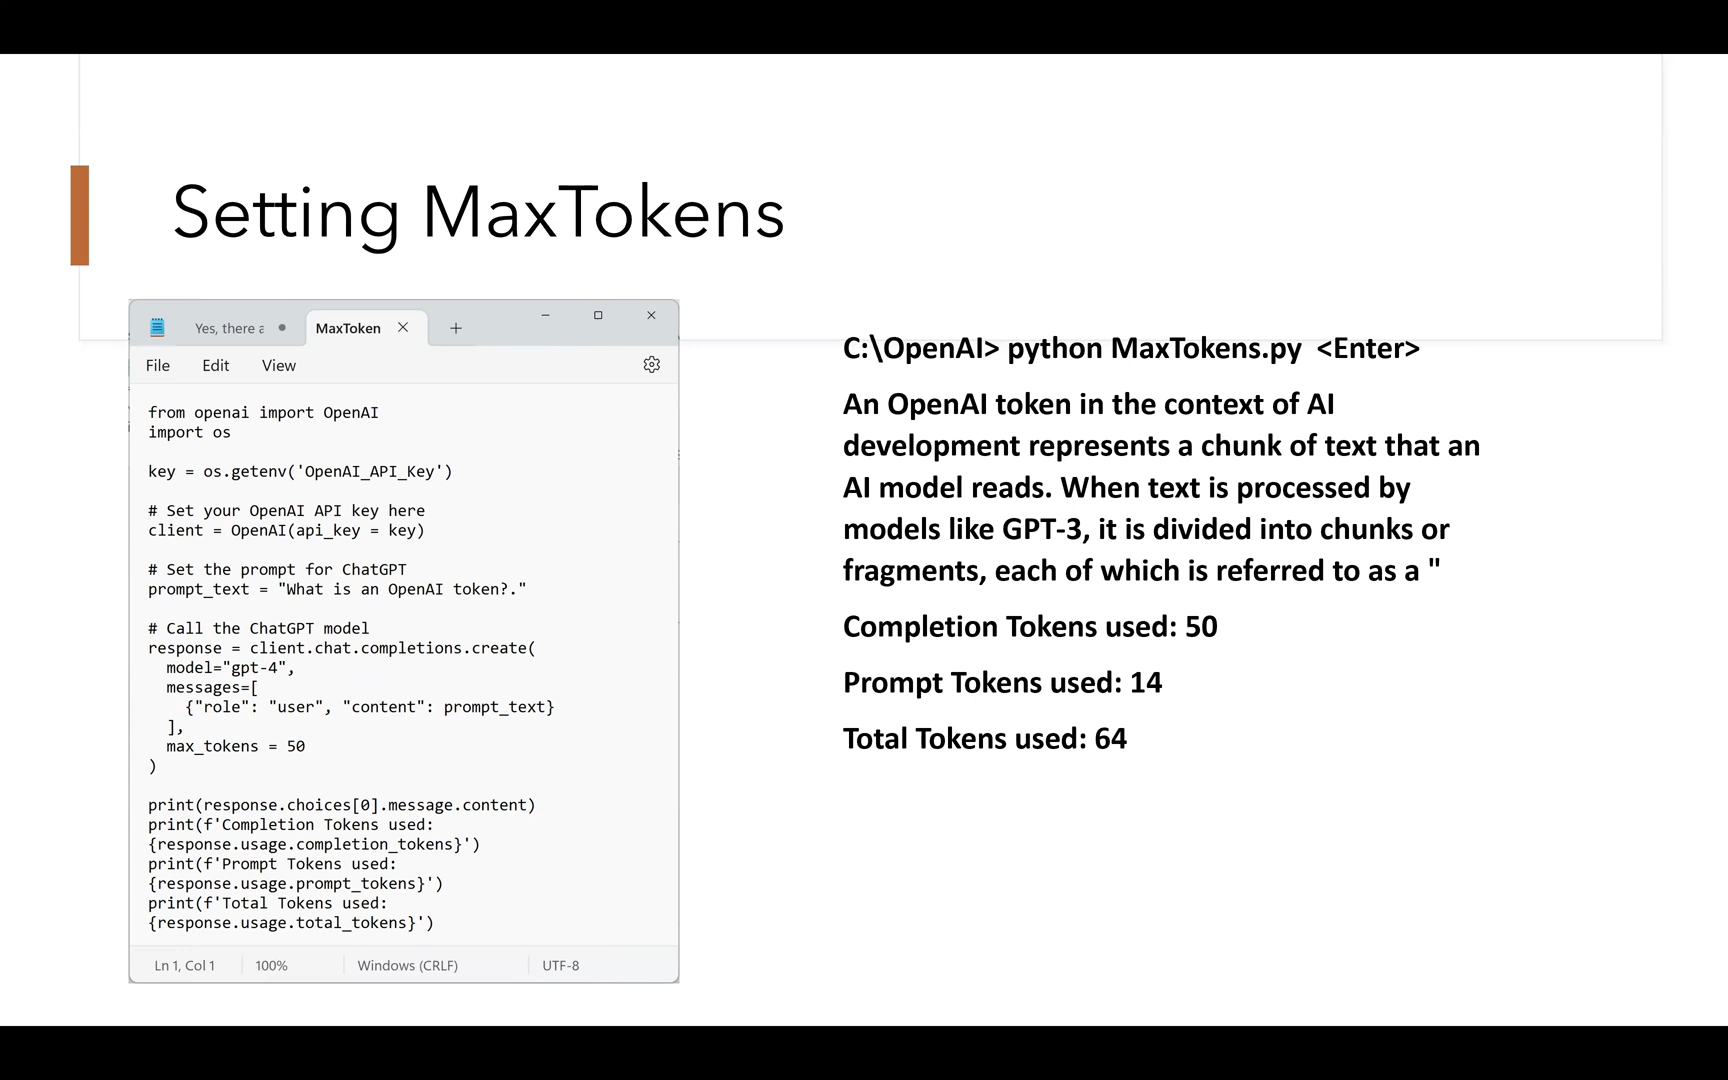 Setting MaxTokens
Yes, there a
MaxToken
File Edit View
from openai import OpenAI
import os
key = os.getenv('OpenAI_API_Key')
# Set your OpenAI API key here
client = OpenAI(api_key = key)
# Set the prompt for ChatGPT
prompt_text = "What is an OpenAI token?."
# Call the ChatGPT model
response = client.chat.completions.create(
  model="gpt-4",
  messages=[
    {"role": "user", "content": prompt_text}
  ],
  max_tokens = 50
)
print(response.choices[0].message.content)
print(f'Completion Tokens used:
{response.usage.completion_tokens}')
print(f'Prompt Tokens used:
{response.usage.prompt_tokens}')
print(f'Total Tokens used:
{response.usage.total_tokens}')
Ln 1, Col 1 100% Windows (CRLF) UTF-8
C:\OpenAI> python MaxTokens.py <Enter>
An OpenAI token in the context of AI
development represents a chunk of text that an
AI model reads. When text is processed by
models like GPT-3, it is divided into chunks or
fragments, each of which is referred to as a "
Completion Tokens used: 50
Prompt Tokens used: 14
Total Tokens used: 64